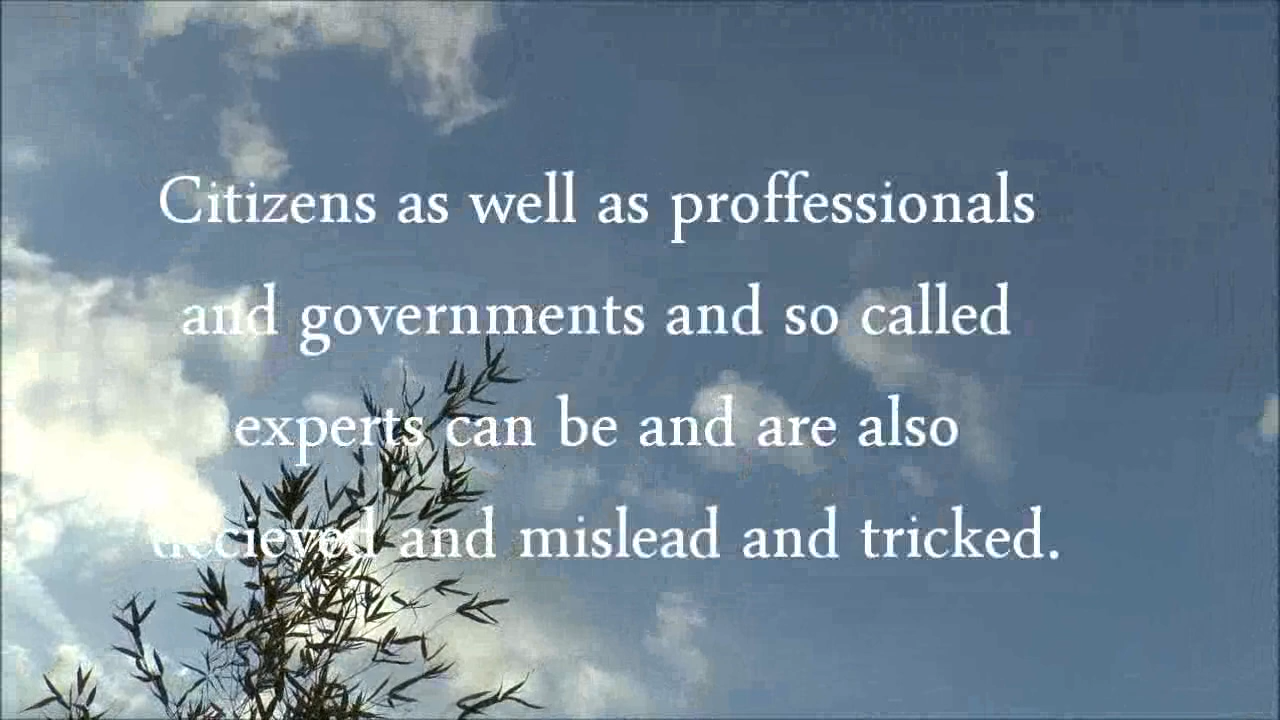 Citizens as well as proffessionals
and governments and so called
experts can be and are also
decieved and mislead and tricked.